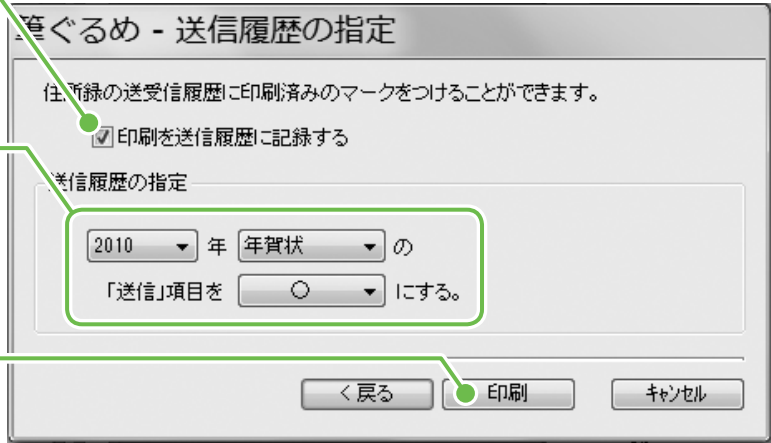 筆ぐるめ - 送信履歴の指定
住所録の送受信履歴に印刷済みのマークをつけることができます。
印刷を送信履歴に記録する
送信履歴の指定
2010 年 年賀状 の
「送信」項目を ○ にする。
< 戻る 印刷 キャンセル